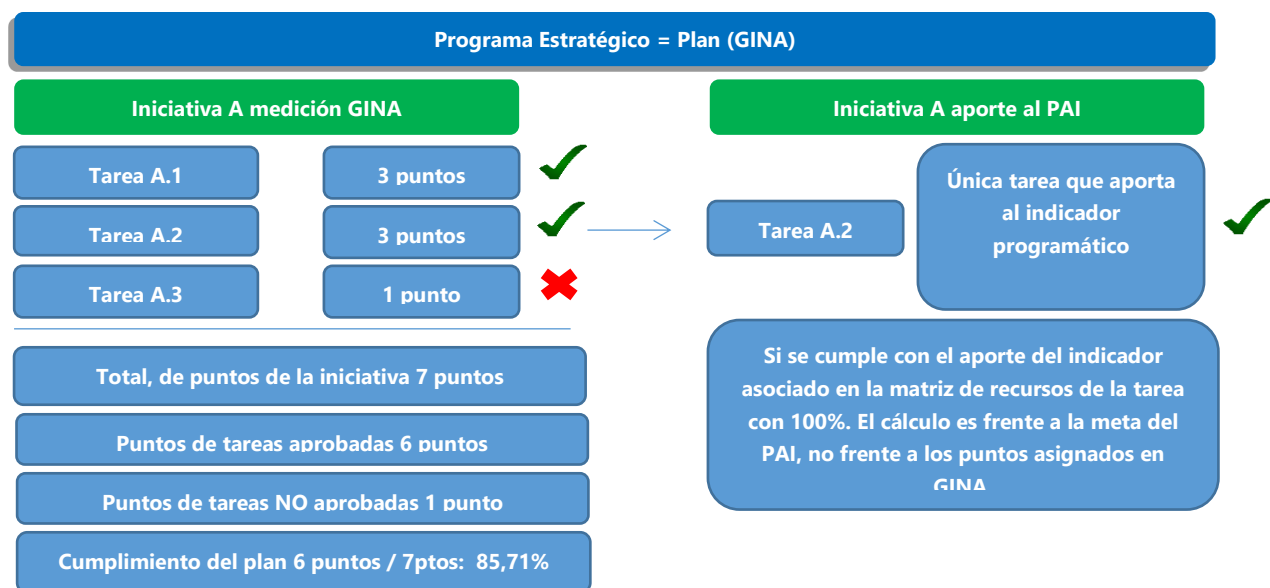 Programa Estratégico = Plan (GINA)
Iniciativa A medición GINA
Tarea A.1
3 puntos
Tarea A.2
3 puntos
Tarea A.3
1 punto
Total, de puntos de la iniciativa 7 puntos
Puntos de tareas aprobadas 6 puntos
Puntos de tareas NO aprobadas 1 punto
Cumplimiento del plan 6 puntos / 7ptos: 85,71%
Iniciativa A aporte al PAI
Tarea A.2
Única tarea que aporta
al indicador
programático
Si se cumple con el aporte del indicador
asociado en la matriz de recursos de la tarea
con 100%. El cálculo es frente a la meta del
PAI, no frente a los puntos asignados en
GINA